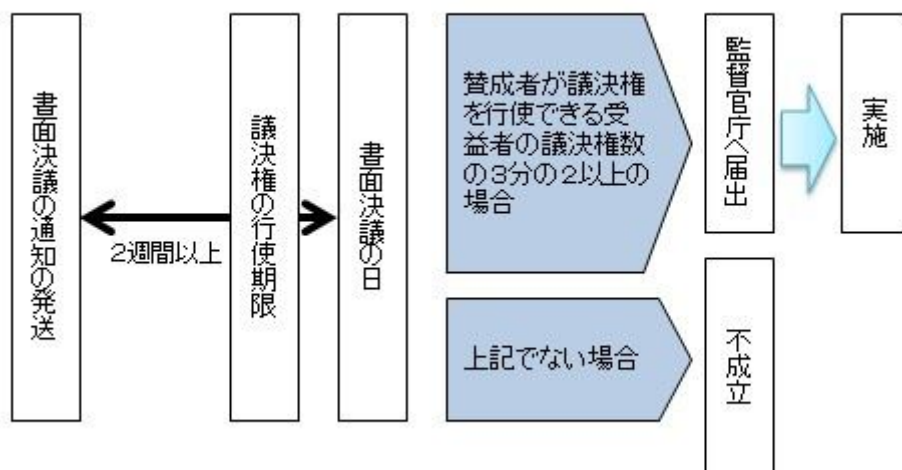 書面決議の通知の発送
2週間以上
議決権の行使期限
書面決議の日
賛成者が議決権
を行使できる受
益者の議決権数
の3分の2以上の
場合
監督官庁へ届出
実施
上記でない場合
不成立